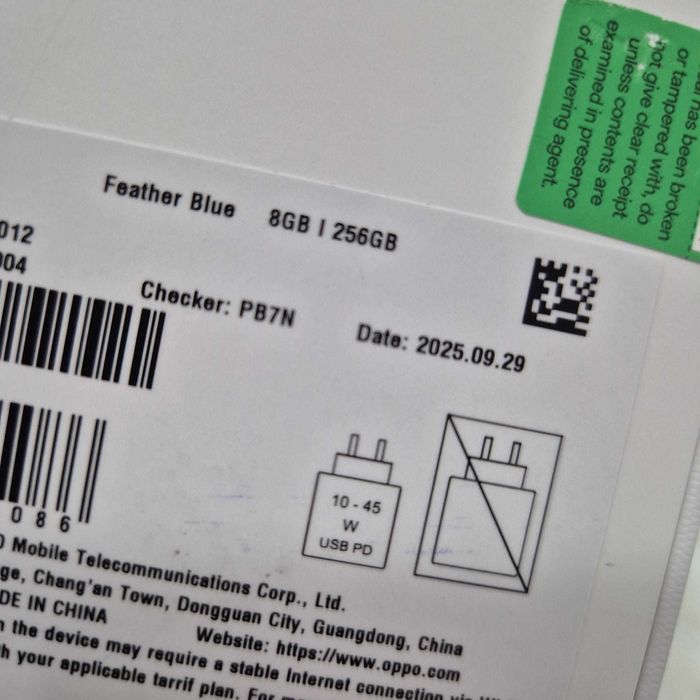 has been broken
or tampered with, do
not give clear receipt
unless contents are
examined in presence
of delivering agent.
Feather Blue 8GB | 256GB
012
004
Checker: PB7N
Date: 2025.09.29
086
10 - 45
W
USB PD
O Mobile Telecommunications Corp., Ltd.
ge, Chang'an Town, Dongguan City, Guangdong, China
DE IN CHINA
Website: https://www.oppo.com
n the device may require a stable Internet connection via
h your applicable tarrif plan. For